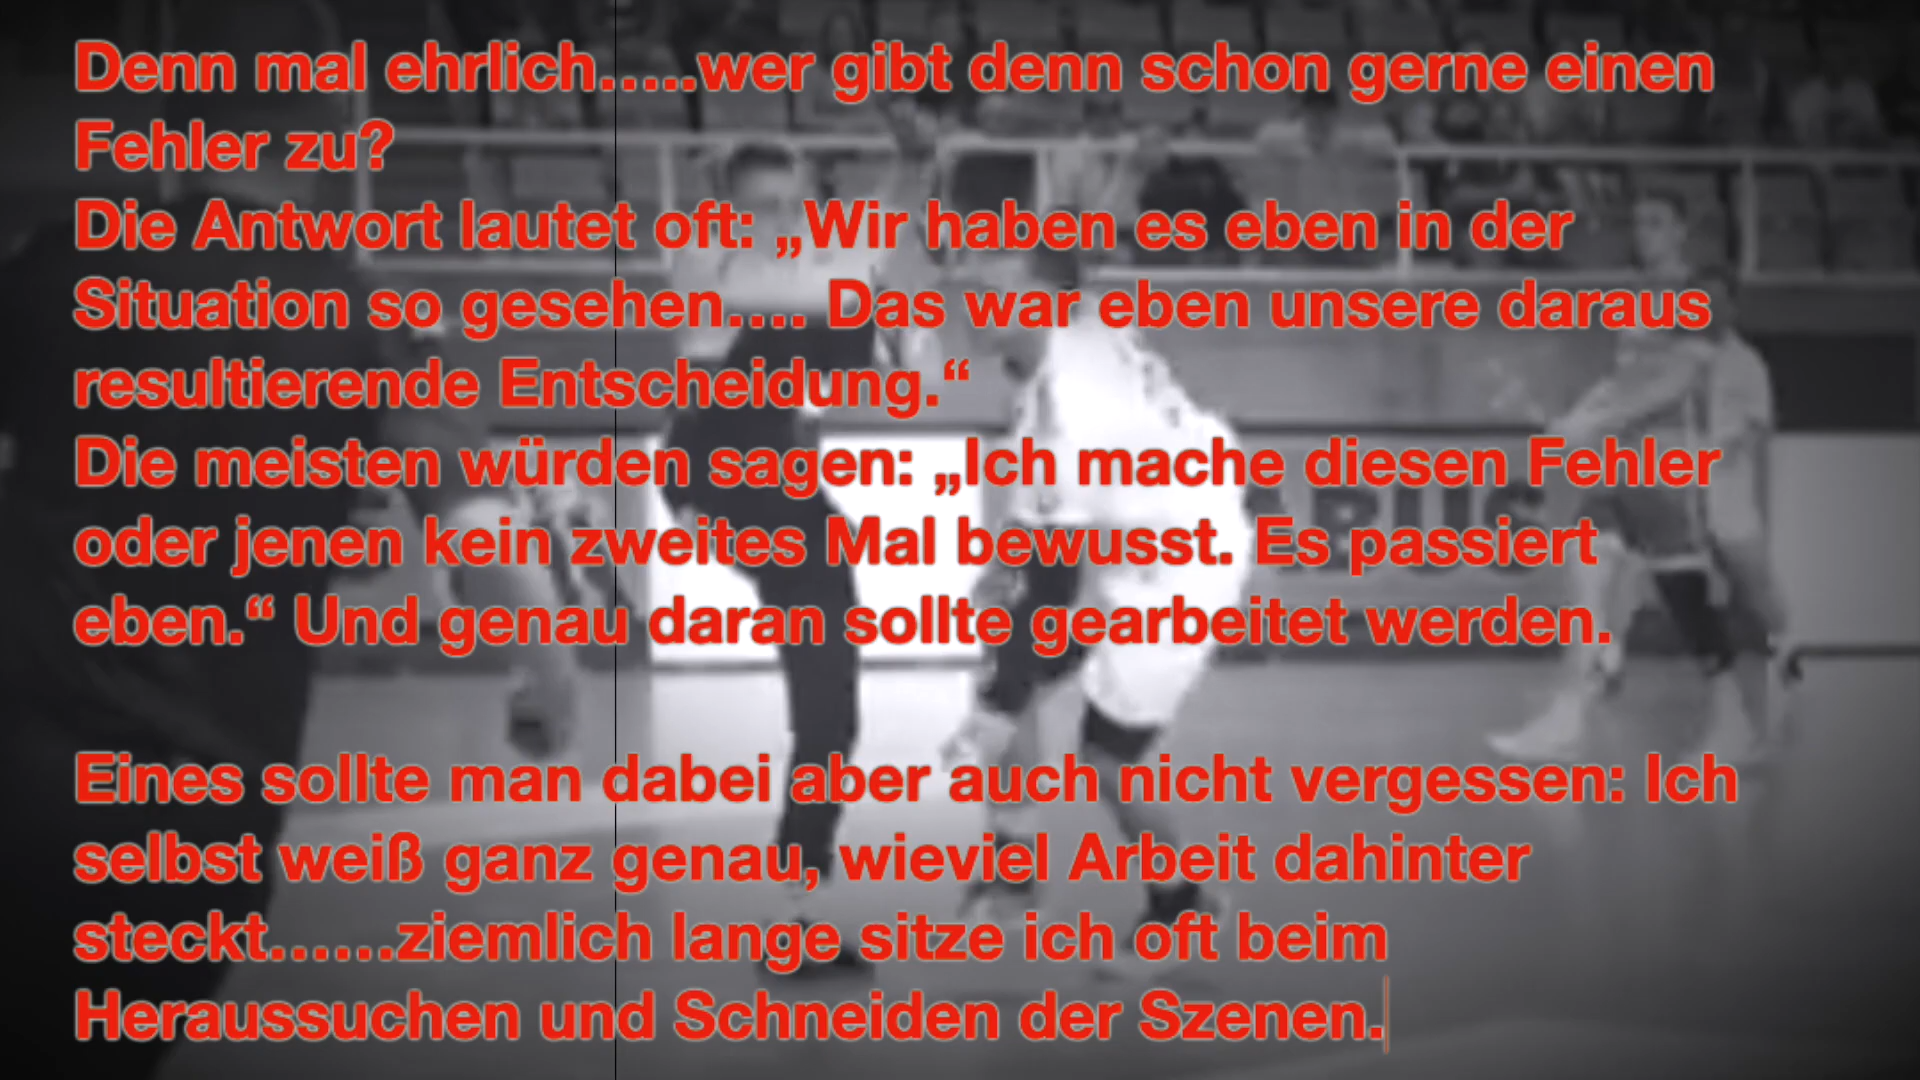 Denn mal ehrlich.....wer gibt denn schon gerne einen
Fehler zu?
Die Antwort lautet oft: „Wir haben es eben in der
Situation so gesehen.... Das war eben unsere daraus
resultierende Entscheidung.“
Die meisten würden sagen: „Ich mache diesen Fehler
oder jenen kein zweites Mal bewusst. Es passiert
eben.“ Und genau daran sollte gearbeitet werden.
Eines sollte man dabei aber auch nicht vergessen: Ich
selbst weiß ganz genau, wieviel Arbeit dahinter
steckt......ziemlich lange sitze ich oft beim
Heraussuchen und Schneiden der Szenen.